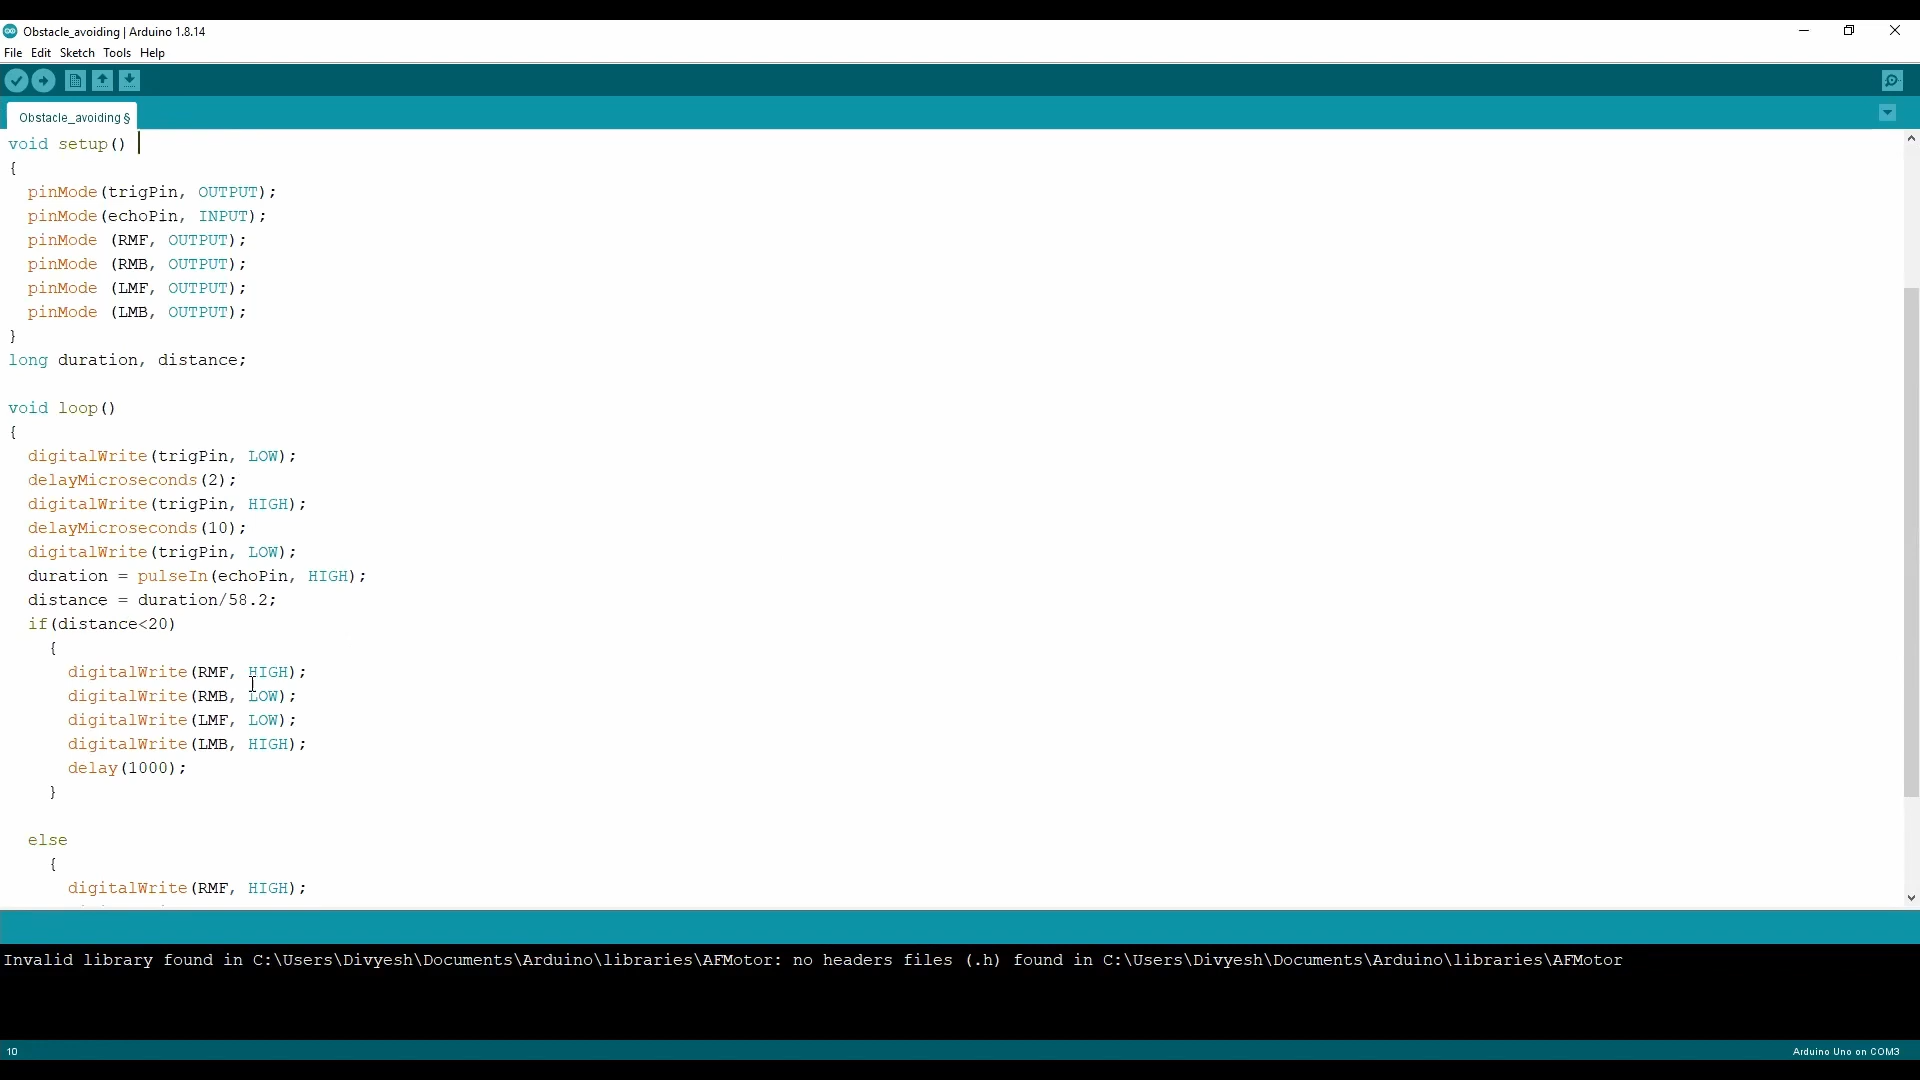 Obstacle_avoiding | Arduino 1.8.14
File Edit Sketch Tools Help
Obstacle_avoiding §
void setup()
{
  pinMode(trigPin, OUTPUT);
  pinMode(echoPin, INPUT);
  pinMode (RMF, OUTPUT);
  pinMode (RMB, OUTPUT);
  pinMode (LMF, OUTPUT);
  pinMode (LMB, OUTPUT);
}
long duration, distance;
void loop()
{
  digitalWrite(trigPin, LOW);
  delayMicroseconds(2);
  digitalWrite(trigPin, HIGH);
  delayMicroseconds(10);
  digitalWrite(trigPin, LOW);
  duration = pulseIn(echoPin, HIGH);
  distance = duration/58.2;
  if(distance<20)
    {
      digitalWrite(RMF, HIGH);
      digitalWrite(RMB, LOW);
      digitalWrite(LMF, LOW);
      digitalWrite(LMB, HIGH);
      delay(1000);
    }
  else
    {
      digitalWrite(RMF, HIGH);
Invalid library found in C:\Users\Divyesh\Documents\Arduino\libraries\AFMotor: no headers files (.h) found in C:\Users\Divyesh\Documents\Arduino\libraries\AFMotor
10
Arduino Uno on COM3